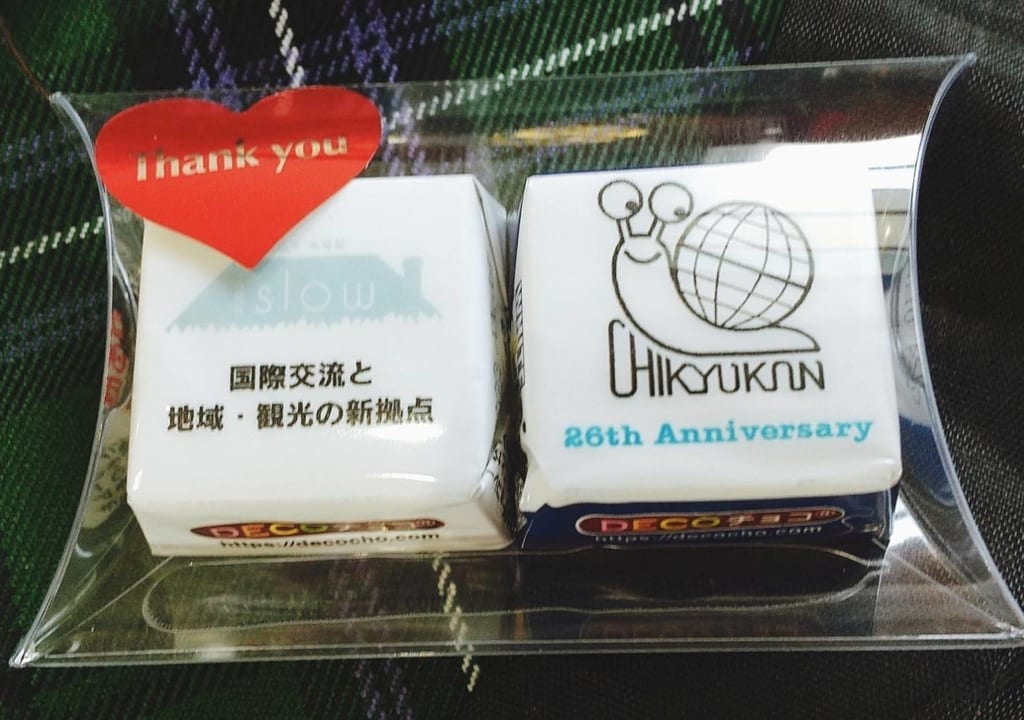 Thank you
slow
国際交流と
地域・観光の新拠点
DECOチョコ
https://decocho.com
CHIKYUKAN
26th Anniversary
DECOチョコ
https://decocho.com